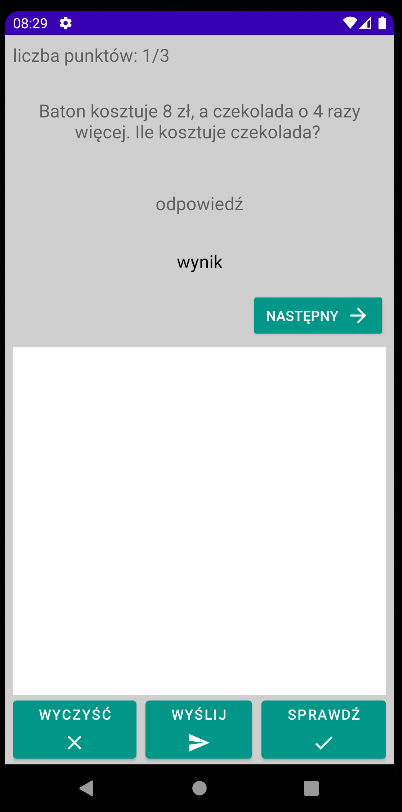 08:29
liczba punktów: 1/3
Baton kosztuje 8 zł, a czekolada o 4 razy
więcej. Ile kosztuje czekolada?
odpowiedź
wynik
NASTĘPNY
WYCZYŚĆ
WYŚLIJ
SPRAWDŹ